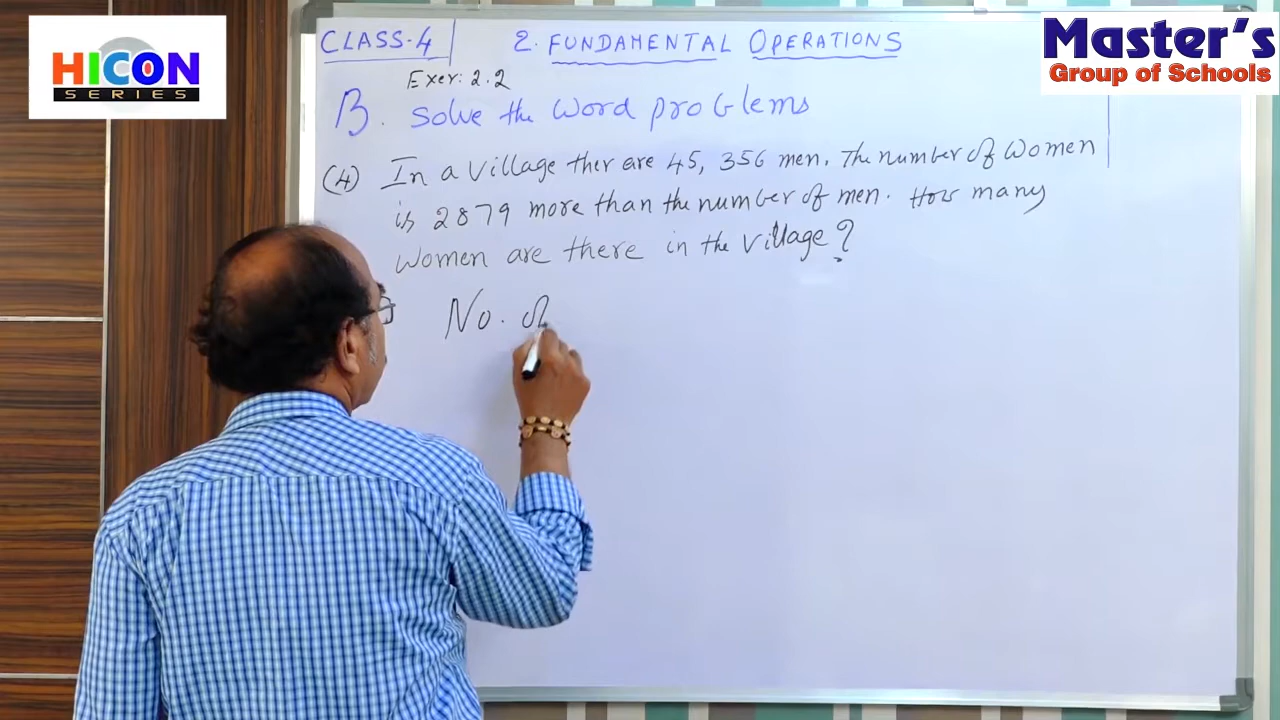 HICON
SERIES
Master's
Group of Schools
CLASS-4
2. FUNDAMENTAL OPERATIONS
Exer: 2.2
B. Solve the word problems
(4) In a village ther are 45, 356 men. The number of women
is 2879 more than the number of men. How many
women are there in the village?
No. of